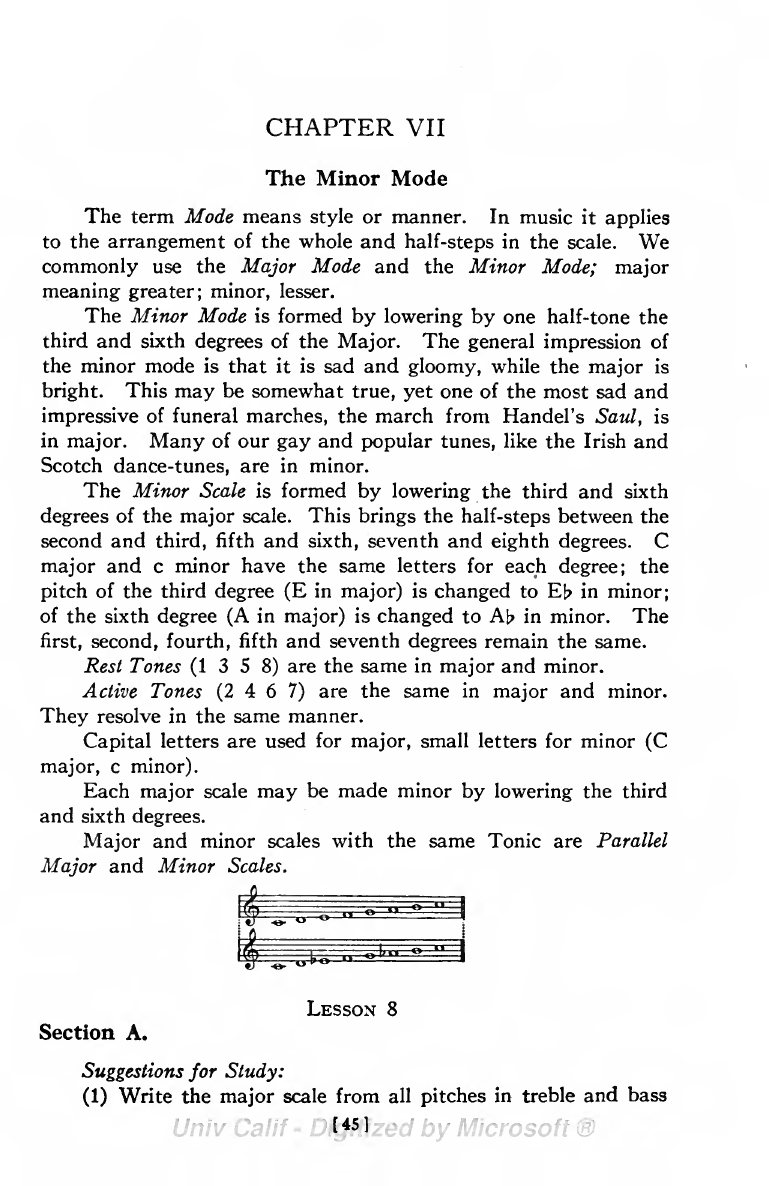 CHAPTER VII
The Minor Mode
The term Mode means style or manner. In music it applies
to the arrangement of the whole and half-steps in the scale. We
commonly use the Major Mode and the Minor Mode; major
meaning greater; minor, lesser.
The Minor Mode is formed by lowering by one half-tone the
third and sixth degrees of the Major. The general impression of
the minor mode is that it is sad and gloomy, while the major is
bright. This may be somewhat true, yet one of the most sad and
impressive of funeral marches, the march from Handel's Saul, is
in major. Many of our gay and popular tunes, like the Irish and
Scotch dance-tunes, are in minor.
The Minor Scale is formed by lowering the third and sixth
degrees of the major scale. This brings the half-steps between the
second and third, fifth and sixth, seventh and eighth degrees. C
major and c minor have the same letters for each degree; the
pitch of the third degree (E in major) is changed to E♭ in minor;
of the sixth degree (A in major) is changed to A♭ in minor. The
first, second, fourth, fifth and seventh degrees remain the same.
Rest Tones (1 3 5 8) are the same in major and minor.
Active Tones (2 4 6 7) are the same in major and minor.
They resolve in the same manner.
Capital letters are used for major, small letters for minor (C
major, c minor).
Each major scale may be made minor by lowering the third
and sixth degrees.
Major and minor scales with the same Tonic are Parallel
Major and Minor Scales.
Lesson 8
Section A.
Suggestions for Study:
(1) Write the major scale from all pitches in treble and bass
[45]
Univ Calif - Digitized by Microsoft ®